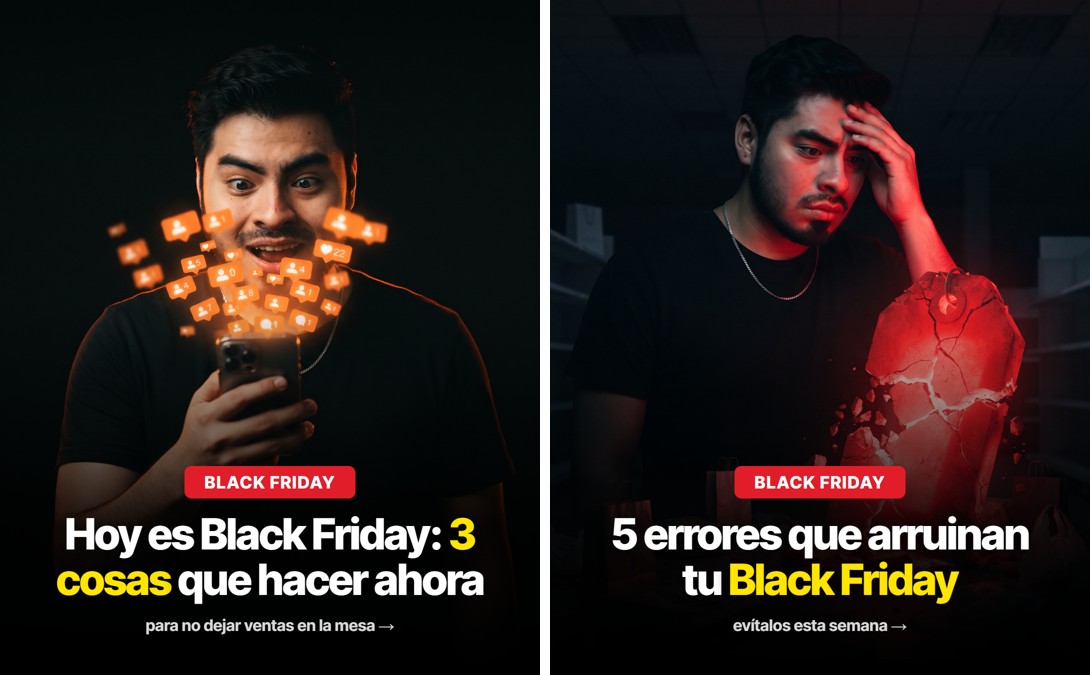 BLACK FRIDAY
Hoy es Black Friday: 3
cosas que hacer ahora
para no dejar ventas en la mesa →
BLACK FRIDAY
5 errores que arruinan
tu Black Friday
evítalos esta semana →